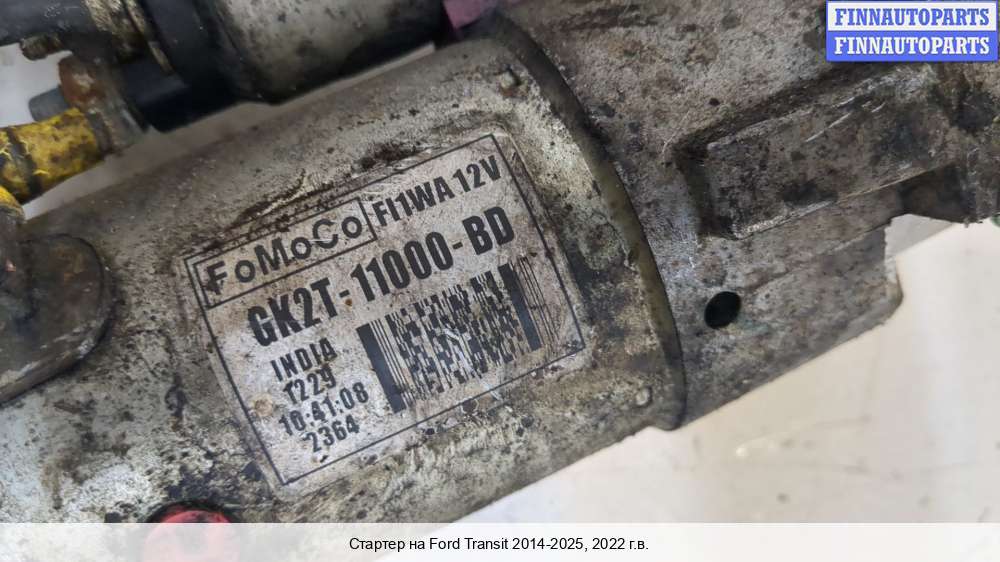 FINNAUTOPARTS
FINNAUTOPARTS
FoMoCo FI1WA 12V
GK2T-11000-BD
INDIA
1229
10:41:08
2364
Стартер на Ford Transit 2014-2025, 2022 г.в.